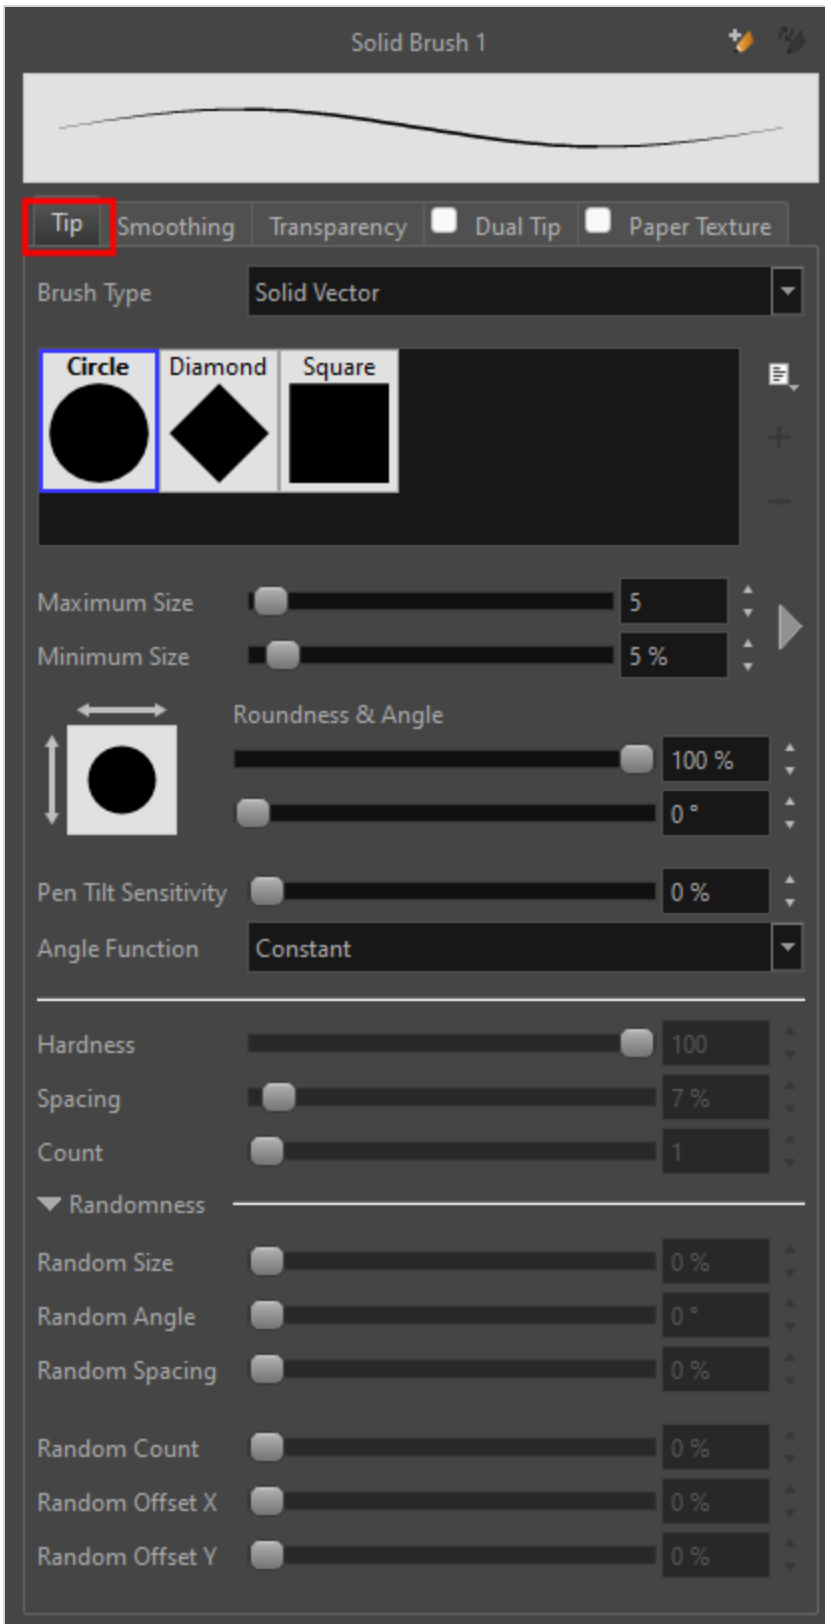 Solid Brush 1
Tip Smoothing Transparency Dual Tip Paper Texture
Brush Type Solid Vector
Circle Diamond Square
Maximum Size 5
Minimum Size 5 %
Roundness & Angle
100 %
0 °
Pen Tilt Sensitivity 0 %
Angle Function Constant
Hardness 100
Spacing 7 %
Count 1
Randomness
Random Size 0 %
Random Angle 0 °
Random Spacing 0 %
Random Count 0 %
Random Offset X 0 %
Random Offset Y 0 %